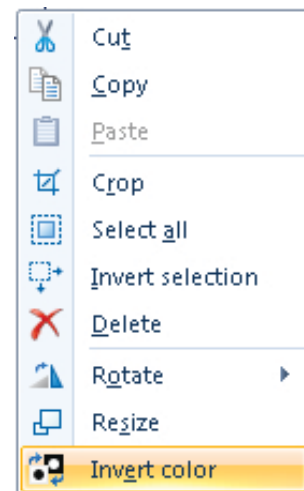 Cut
Copy
Paste
Crop
Select all
Invert selection
Delete
Rotate
Resize
Invert color